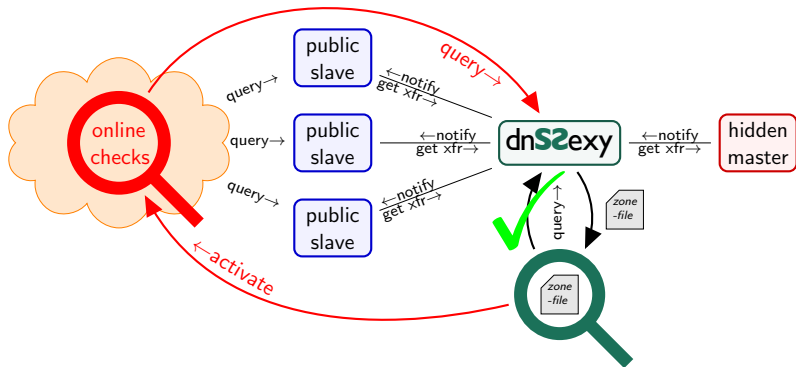 online
checks
query→
query→
query→
public
slave
public
slave
public
slave
query→
←notify
get xfr→
←notify
get xfr→
←notify
get xfr→
dnSSexy
←notify
get xfr→
hidden
master
query→
zone
-file
zone
-file
←activate